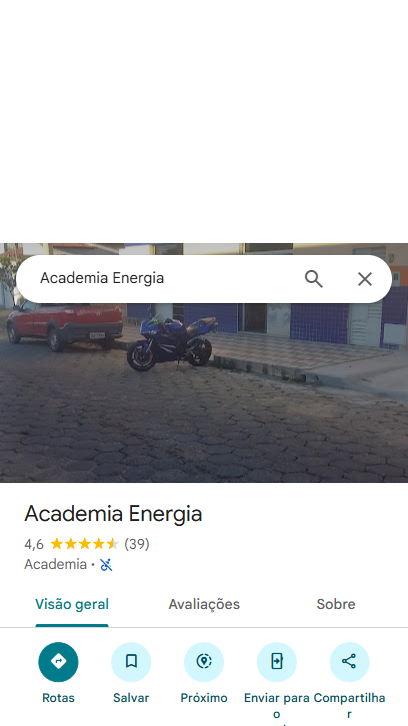 Academia Energia
Academia Energia
4,6 (39)
Academia ·
Visão geral Avaliações Sobre
Rotas Salvar Próximo Enviar para o Compartilhar